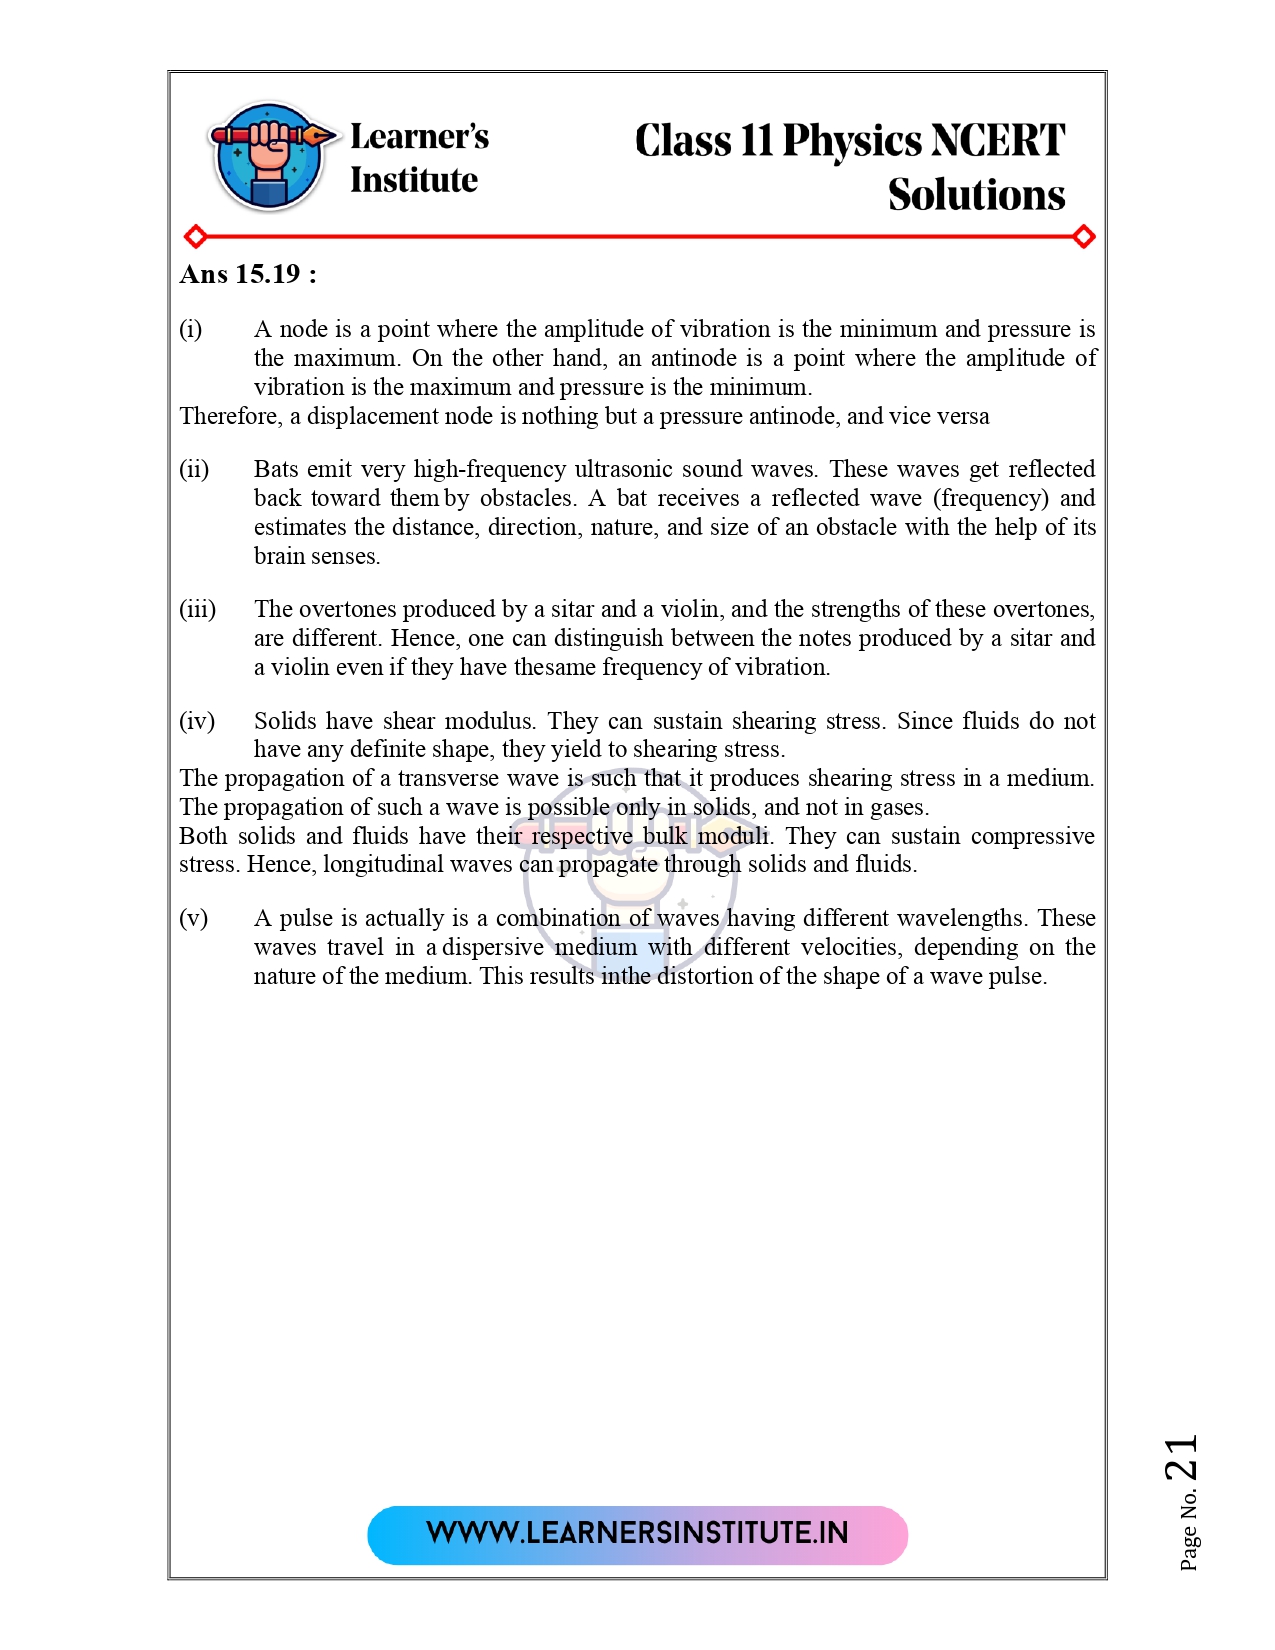 Learner's
Institute
Class 11 Physics NCERT
Solutions
Ans 15.19 :
(i) A node is a point where the amplitude of vibration is the minimum and pressure is
the maximum. On the other hand, an antinode is a point where the amplitude of
vibration is the maximum and pressure is the minimum.
Therefore, a displacement node is nothing but a pressure antinode, and vice versa
(ii) Bats emit very high-frequency ultrasonic sound waves. These waves get reflected
back toward them by obstacles. A bat receives a reflected wave (frequency) and
estimates the distance, direction, nature, and size of an obstacle with the help of its
brain senses.
(iii) The overtones produced by a sitar and a violin, and the strengths of these overtones,
are different. Hence, one can distinguish between the notes produced by a sitar and
a violin even if they have thesame frequency of vibration.
(iv) Solids have shear modulus. They can sustain shearing stress. Since fluids do not
have any definite shape, they yield to shearing stress.
The propagation of a transverse wave is such that it produces shearing stress in a medium.
The propagation of such a wave is possible only in solids, and not in gases.
Both solids and fluids have their respective bulk moduli. They can sustain compressive
stress. Hence, longitudinal waves can propagate through solids and fluids.
(v) A pulse is actually is a combination of waves having different wavelengths. These
waves travel in a dispersive medium with different velocities, depending on the
nature of the medium. This results inthe distortion of the shape of a wave pulse.
WWW.LEARNERSINSTITUTE.IN
Page No. 21